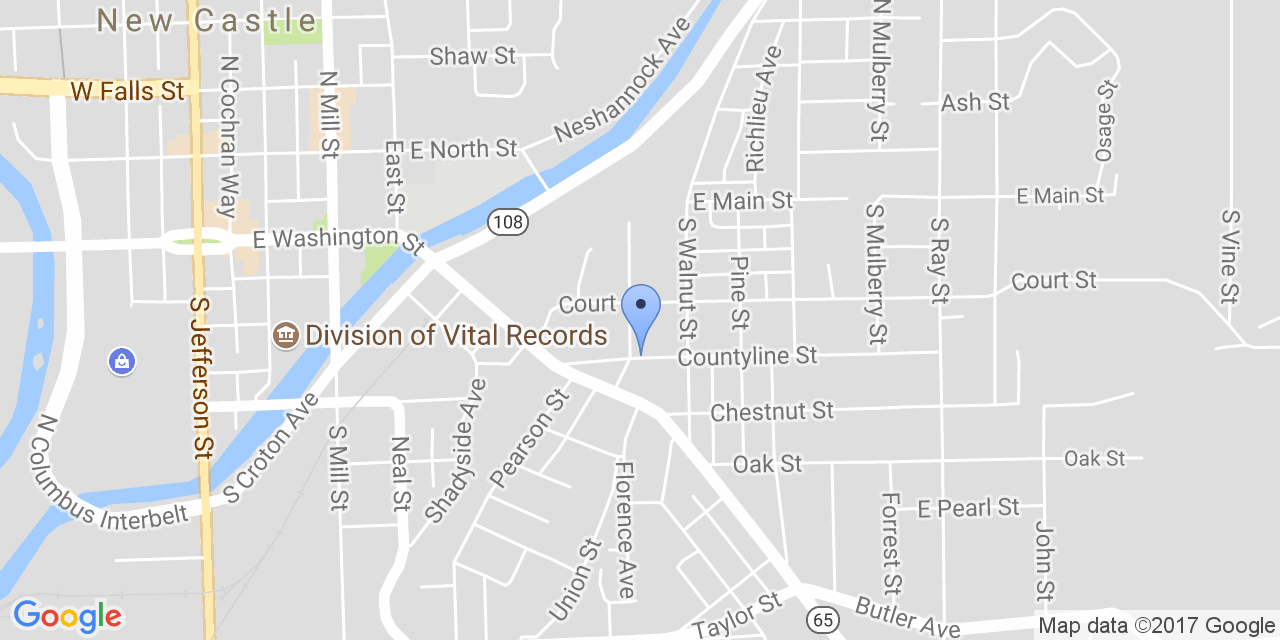 New Castle
Shaw St
Neshannock Ave
N Mulberry St
Richlieu Ave
Ash St
Osage St
W Falls St
N Cochran Way
N Mill St
East St
E North St
E Main St
E Main St
108
E Washington St
S Walnut St
Pine St
S Mulberry St
S Ray St
S Vine St
Court St
Court
S Jefferson St
Division of Vital Records
Countyline St
Chestnut St
N Columbus Interbelt
S Croton Ave
S Mill St
Neal St
Shadysipe Ave
Pearson St
Oak St
Oak St
Florence Ave
Forrest St
E Pearl St
John St
Union St
Taylor St
65
Butler Ave
Google
Map data ©2017 Google